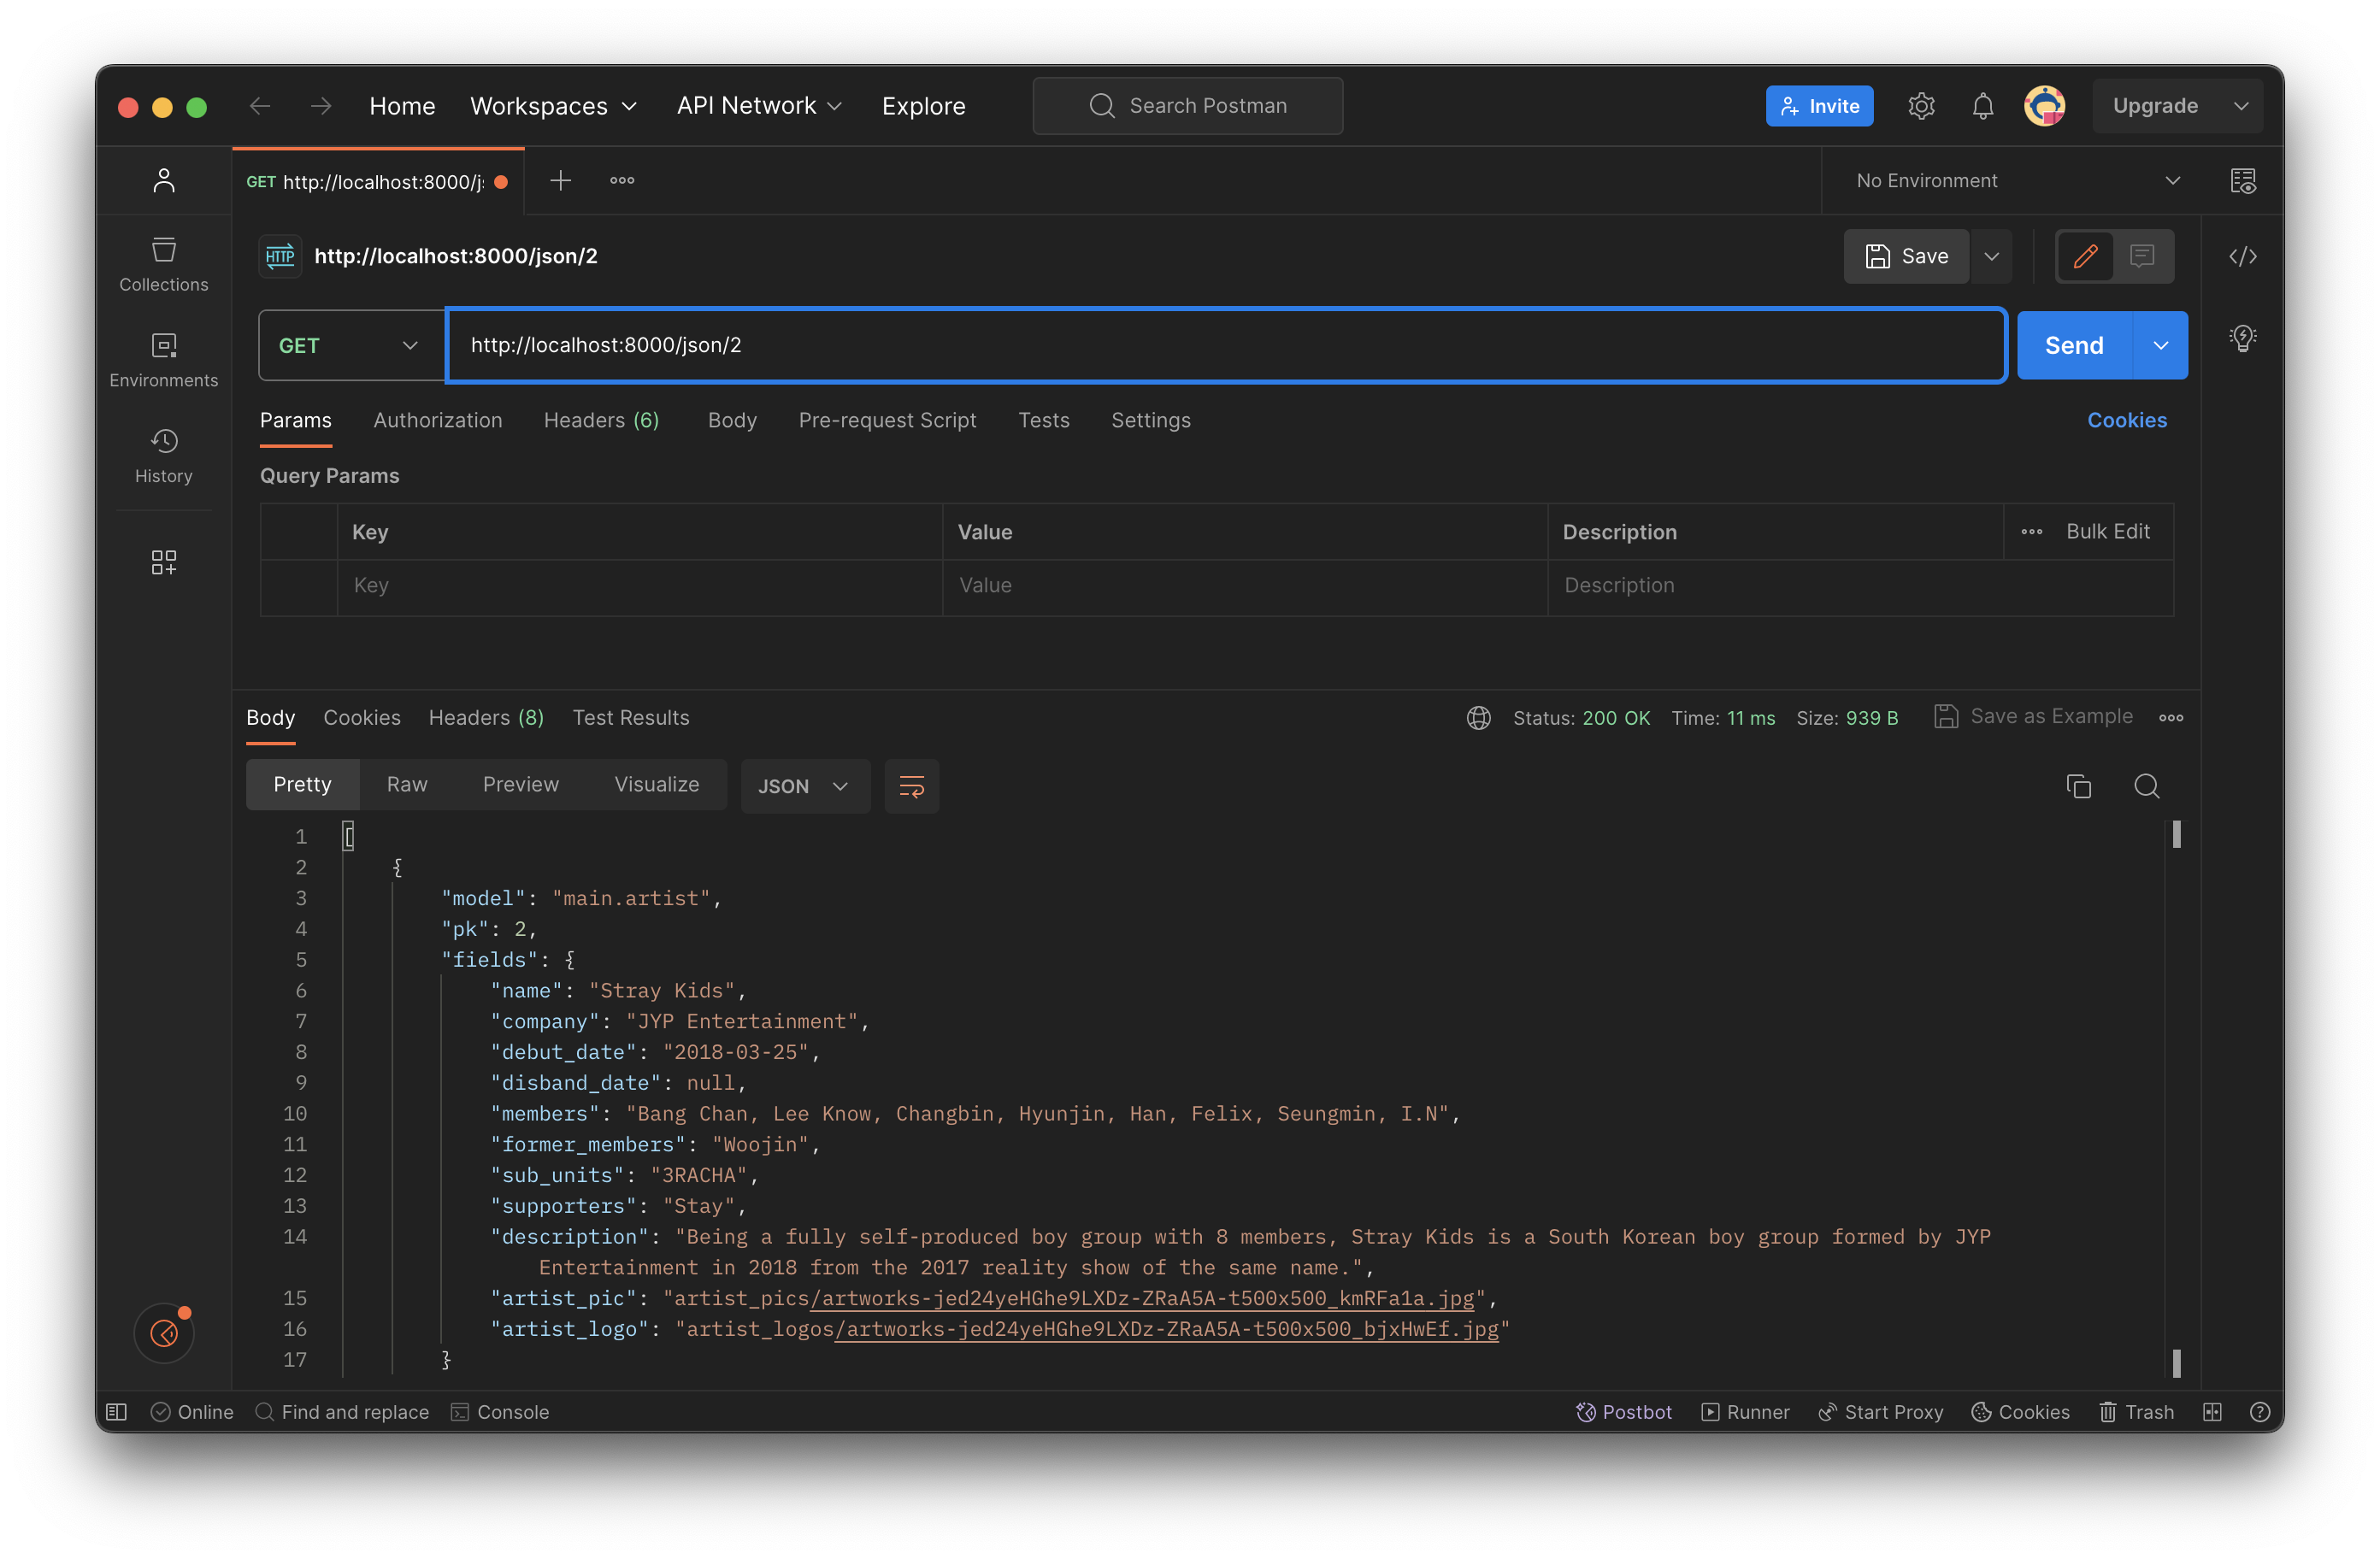 Home Workspaces API Network Explore Search Postman Invite Upgrade
GET http://localhost:8000/j No Environment
Collections
Environments
History
HTTP http://localhost:8000/json/2 Save
GET http://localhost:8000/json/2 Send
Params Authorization Headers (6) Body Pre-request Script Tests Settings Cookies
Query Params
Key Value Description Bulk Edit
Key Value Description
Body Cookies Headers (8) Test Results Status: 200 OK Time: 11 ms Size: 939 B Save as Example
Pretty Raw Preview Visualize JSON
1 [
2 {
3 "model": "main.artist",
4 "pk": 2,
5 "fields": {
6 "name": "Stray Kids",
7 "company": "JYP Entertainment",
8 "debut_date": "2018-03-25",
9 "disband_date": null,
10 "members": "Bang Chan, Lee Know, Changbin, Hyunjin, Han, Felix, Seungmin, I.N",
11 "former_members": "Woojin",
12 "sub_units": "3RACHA",
13 "supporters": "Stay",
14 "description": "Being a fully self-produced boy group with 8 members, Stray Kids is a South Korean boy group formed by JYP
Entertainment in 2018 from the 2017 reality show of the same name.",
15 "artist_pic": "artist_pics/artworks-jed24yeHGhe9LXDz-ZRaA5A-t500x500_kmRFa1a.jpg",
16 "artist_logo": "artist_logos/artworks-jed24yeHGhe9LXDz-ZRaA5A-t500x500_bjxHwEf.jpg"
17 }
Online Find and replace Console Postbot Runner Start Proxy Cookies Trash